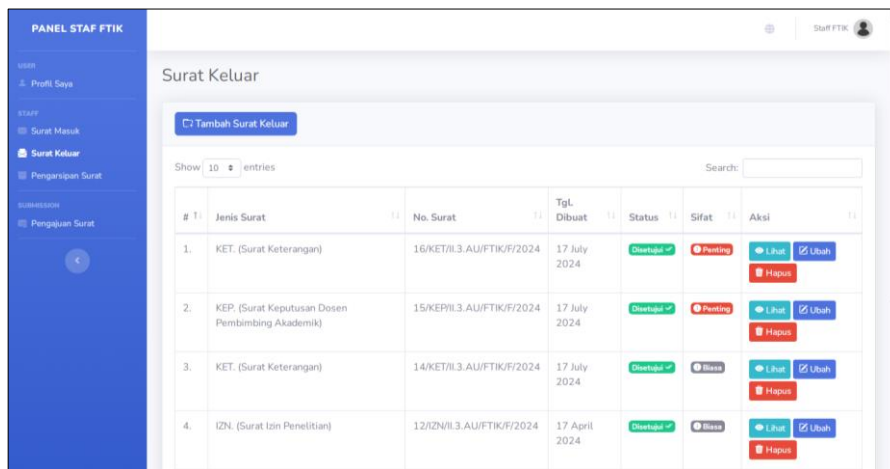 PANEL STAF FTIK
Staff FTIK
USER
Profil Saya
STAFF
Surat Masuk
Surat Keluar
Pengarsipan Surat
SUBMISSION
Pengajuan Surat
Surat Keluar
Tambah Surat Keluar
Show 10 entries
Search:
# Jenis Surat No. Surat Tgl. Dibuat Status Sifat Aksi
1. KET. (Surat Keterangan) 16/KET/II.3.AU/FTIK/F/2024 17 July 2024 Disetujui Penting Lihat Ubah Hapus
2. KEP. (Surat Keputusan Dosen Pembimbing Akademik) 15/KEP/II.3.AU/FTIK/F/2024 17 July 2024 Disetujui Penting Lihat Ubah Hapus
3. KET. (Surat Keterangan) 14/KET/II.3.AU/FTIK/F/2024 17 July 2024 Disetujui Biasa Lihat Ubah Hapus
4. IZN. (Surat Izin Penelitian) 12/IZN/II.3.AU/FTIK/F/2024 17 April 2024 Disetujui Biasa Lihat Ubah Hapus